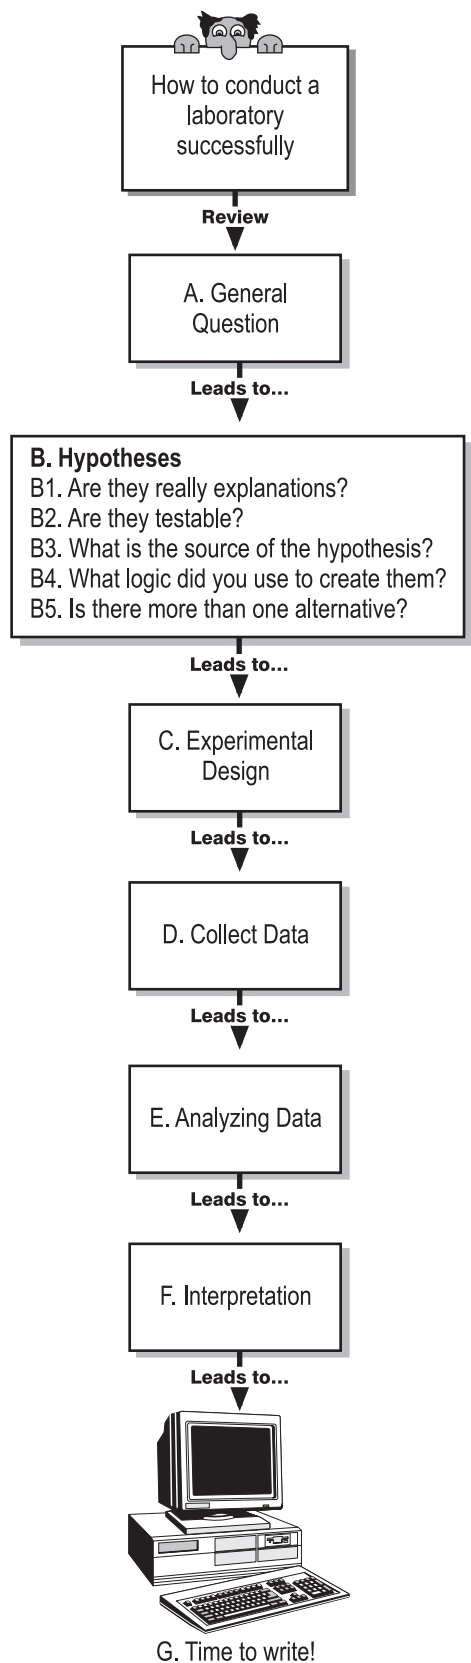 How to conduct a
laboratory
successfully
Review
A. General
Question
Leads to...
B. Hypotheses
B1. Are they really explanations?
B2. Are they testable?
B3. What is the source of the hypothesis?
B4. What logic did you use to create them?
B5. Is there more than one alternative?
Leads to...
C. Experimental
Design
Leads to...
D. Collect Data
Leads to...
E. Analyzing Data
Leads to...
F. Interpretation
Leads to...
G. Time to write!